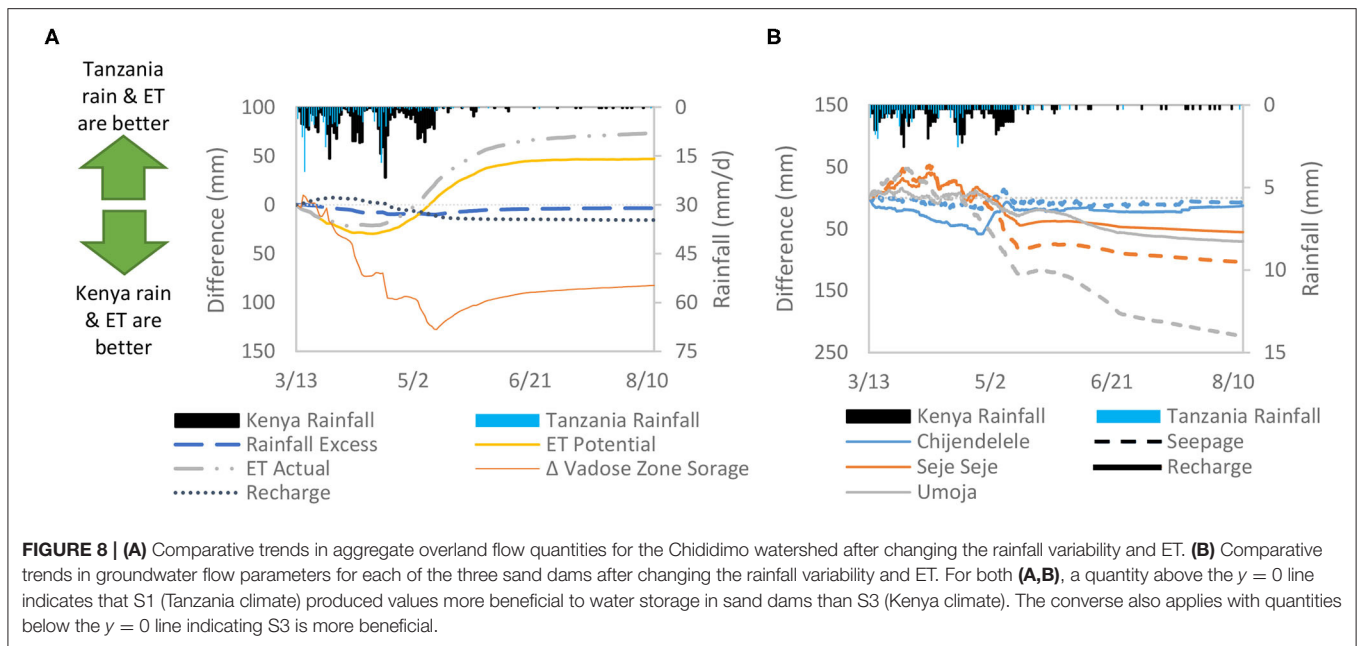 A
B
Tanzania
rain & ET
are better
Kenya rain
& ET are
better
Difference (mm)
100
50
0
50
100
150
0
15
30
45
60
75
Rainfall (mm/d)
3/13
5/2
6/21
8/10
Kenya Rainfall
Tanzania Rainfall
Rainfall Excess
ET Potential
ET Actual
Δ Vadose Zone Sorage
Recharge
Difference (mm)
150
50
50
150
250
0
5
10
15
Rainfall (mm)
3/13
5/2
6/21
8/10
Kenya Rainfall
Tanzania Rainfall
Chijendelele
Seepage
Seje Seje
Recharge
Umoja
FIGURE 8 | (A) Comparative trends in aggregate overland flow quantities for the Chididimo watershed after changing the rainfall variability and ET. (B) Comparative
trends in groundwater flow parameters for each of the three sand dams after changing the rainfall variability and ET. For both (A,B), a quantity above the y = 0 line
indicates that S1 (Tanzania climate) produced values more beneficial to water storage in sand dams than S3 (Kenya climate). The converse also applies with quantities
below the y = 0 line indicating S3 is more beneficial.